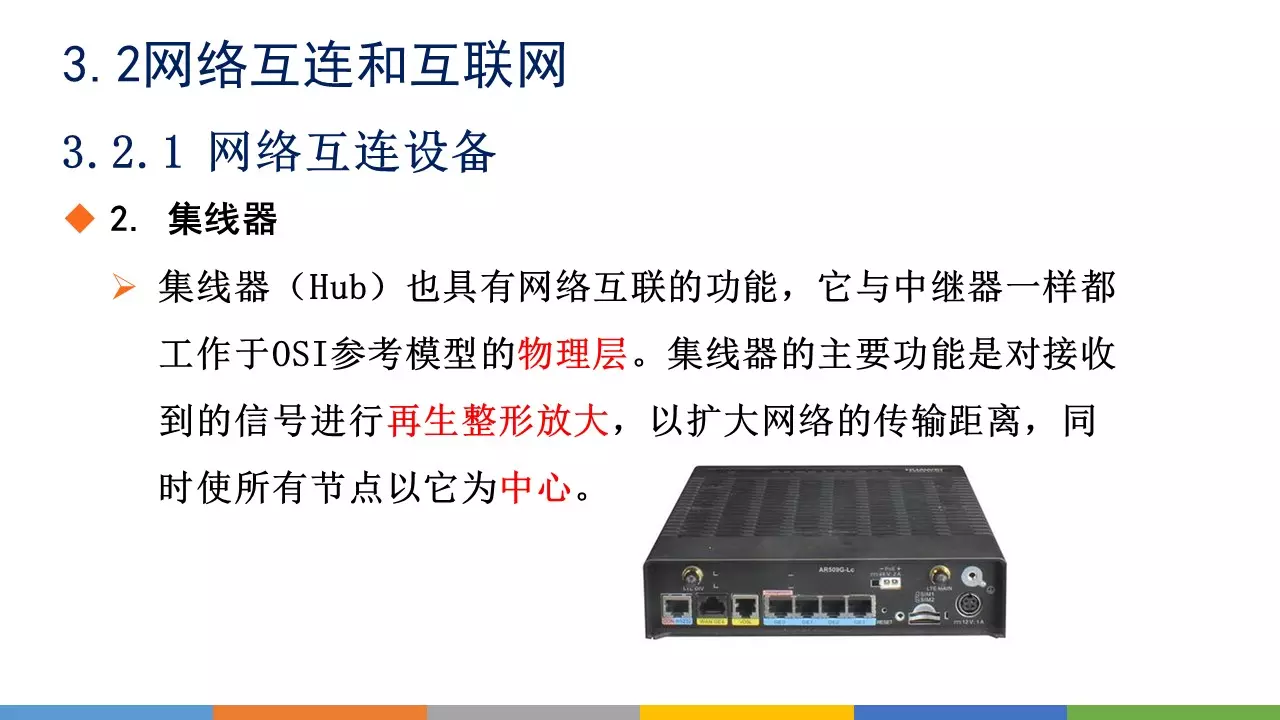 3.2网络互连和互联网
3.2.1 网络互连设备
2. 集线器
集线器（Hub）也具有网络互联的功能，它与中继器一样都
工作于OSI参考模型的物理层。集线器的主要功能是对接收
到的信号进行再生整形放大，以扩大网络的传输距离，同
时使所有节点以它为中心。
AR509G-Lc
PoE
LTE DIV
LTE MAIN
SIM1
SIM2
WAN GE4
VDSL
RESET
12V, 1A